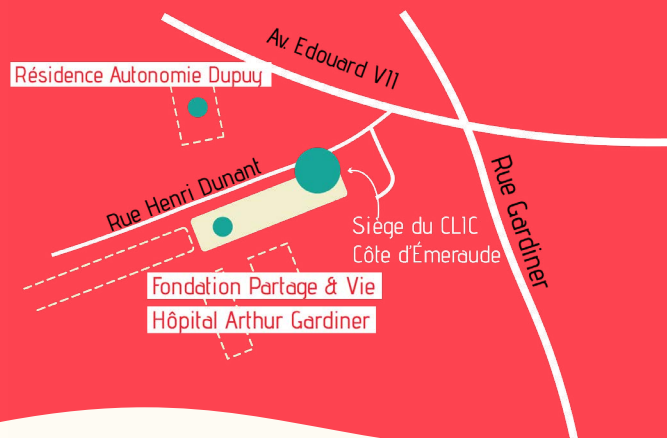 Av. Edouard V11
Résidence Autonomie Dupuy
Rue Henri Dunant
Rue Gardiner
Siège du CLIC
Côte d'Émeraude
Fondation Partage & Vie
Hôpital Arthur Gardiner